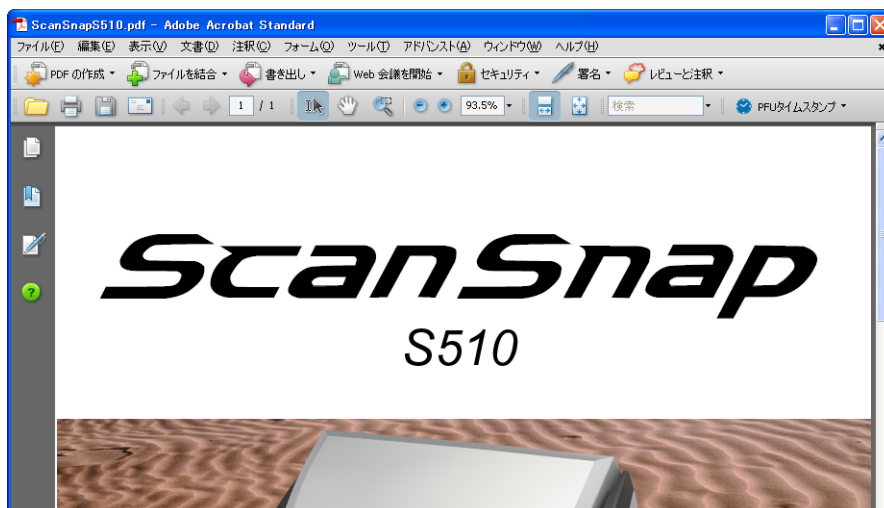 ScanSnapS510.pdf - Adobe Acrobat Standard
ファイル(F) 編集(E) 表示(V) 文書(D) 注釈(C) フォーム(O) ツール(T) アドバンスト(A) ウィンドウ(W) ヘルプ(H)
PDF の作成 ファイルを結合 書き出し Web 会議を開始 セキュリティ 署名 レビューと注釈
1 / 1 93.5% 検索 PFUタイムスタンプ
ScanSnap
S510